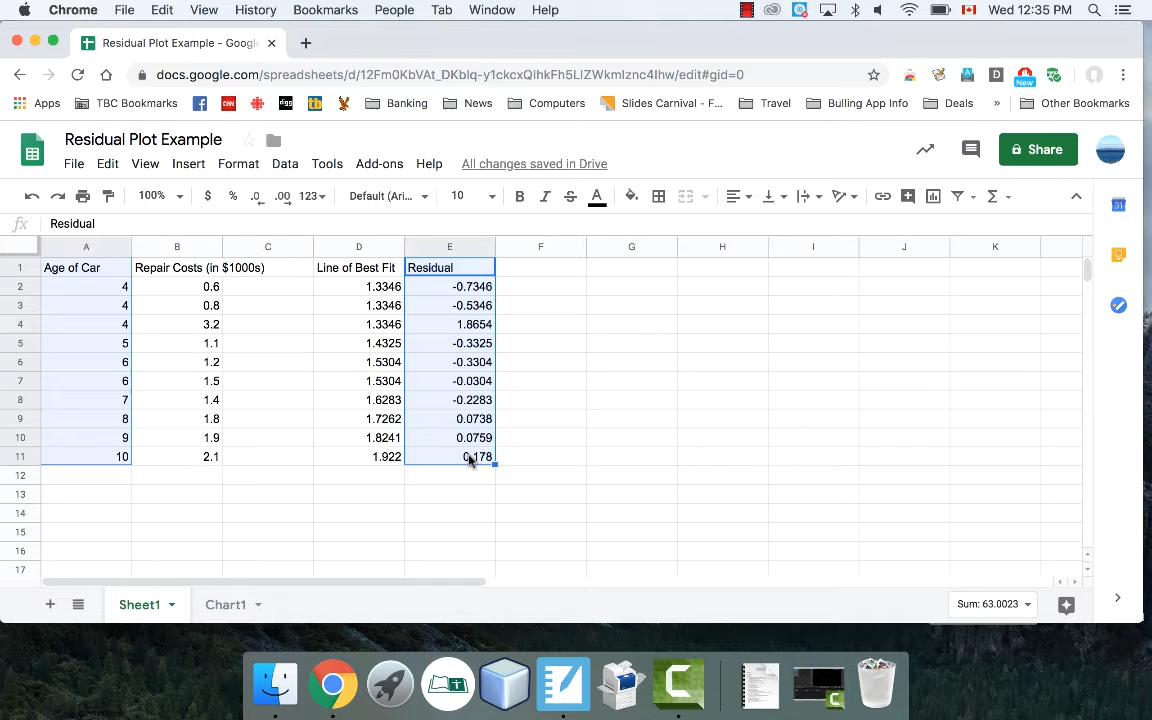 Chrome File Edit View History Bookmarks People Tab Window Help Wed 12:35 PM
Residual Plot Example - Google
docs.google.com/spreadsheets/d/12Fm0KbVAt_DKblq-y1ckcxQlhkFh5LlZWkmIznc4Ihw/edit#gid=0
Apps TBC Bookmarks CNN digg tb Banking News Computers Slides Carnival - F... Travel Bulling App Info Deals » Other Bookmarks
New
Residual Plot Example
Share
File Edit View Insert Format Data Tools Add-ons Help All changes saved in Drive
100% $ % .0 .00 123 Default (Ari... 10 B I S A
fx Residual
A B C D E F G H I J K
1 Age of Car Repair Costs (in $1000s) Line of Best Fit Residual
2 4 0.6 1.3346 -0.7346
3 4 0.8 1.3346 -0.5346
4 4 3.2 1.3346 1.8654
5 5 1.1 1.4325 -0.3325
6 6 1.2 1.5304 -0.3304
7 6 1.5 1.5304 -0.0304
8 7 1.4 1.6283 -0.2283
9 8 1.8 1.7262 0.0738
10 9 1.9 1.8241 0.0759
11 10 2.1 1.922 0.178
12
13
14
15
16
17
31
Sheet1 Chart1 Sum: 63.0023